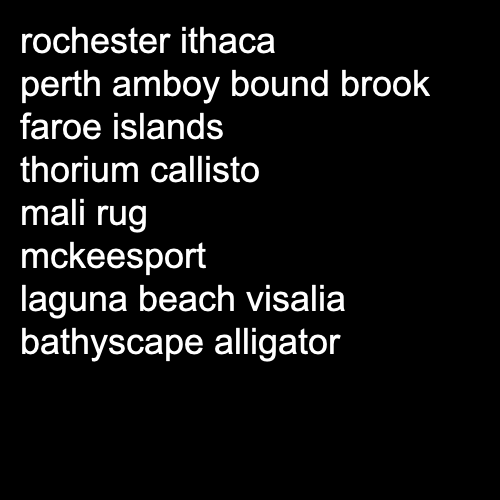 rochester ithaca
perth amboy bound brook
faroe islands
thorium callisto
mali rug
mckeesport
laguna beach visalia
bathyscape alligator